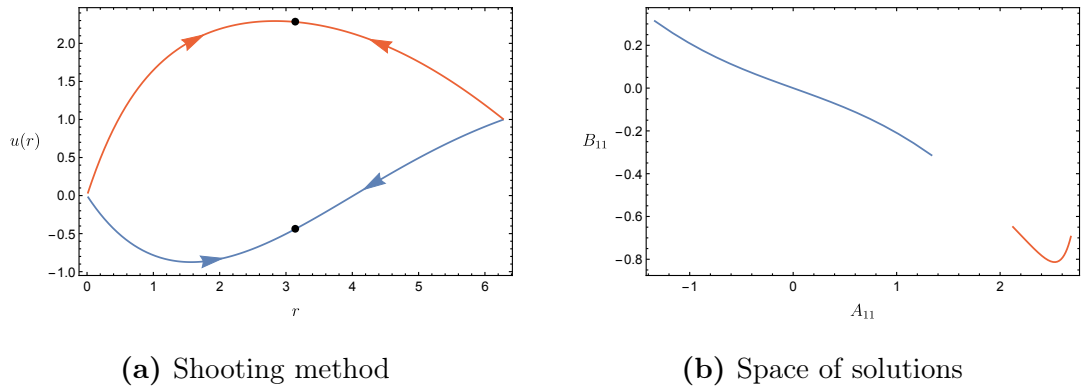 2.0
1.5
u(r)
1.0
0.5
0.0
−0.5
−1.0
0 1 2 3 4 5 6
r
(a) Shooting method
0.2
0.0
B₁₁
−0.2
−0.4
−0.6
−0.8
−1 0 1 2
A₁₁
(b) Space of solutions